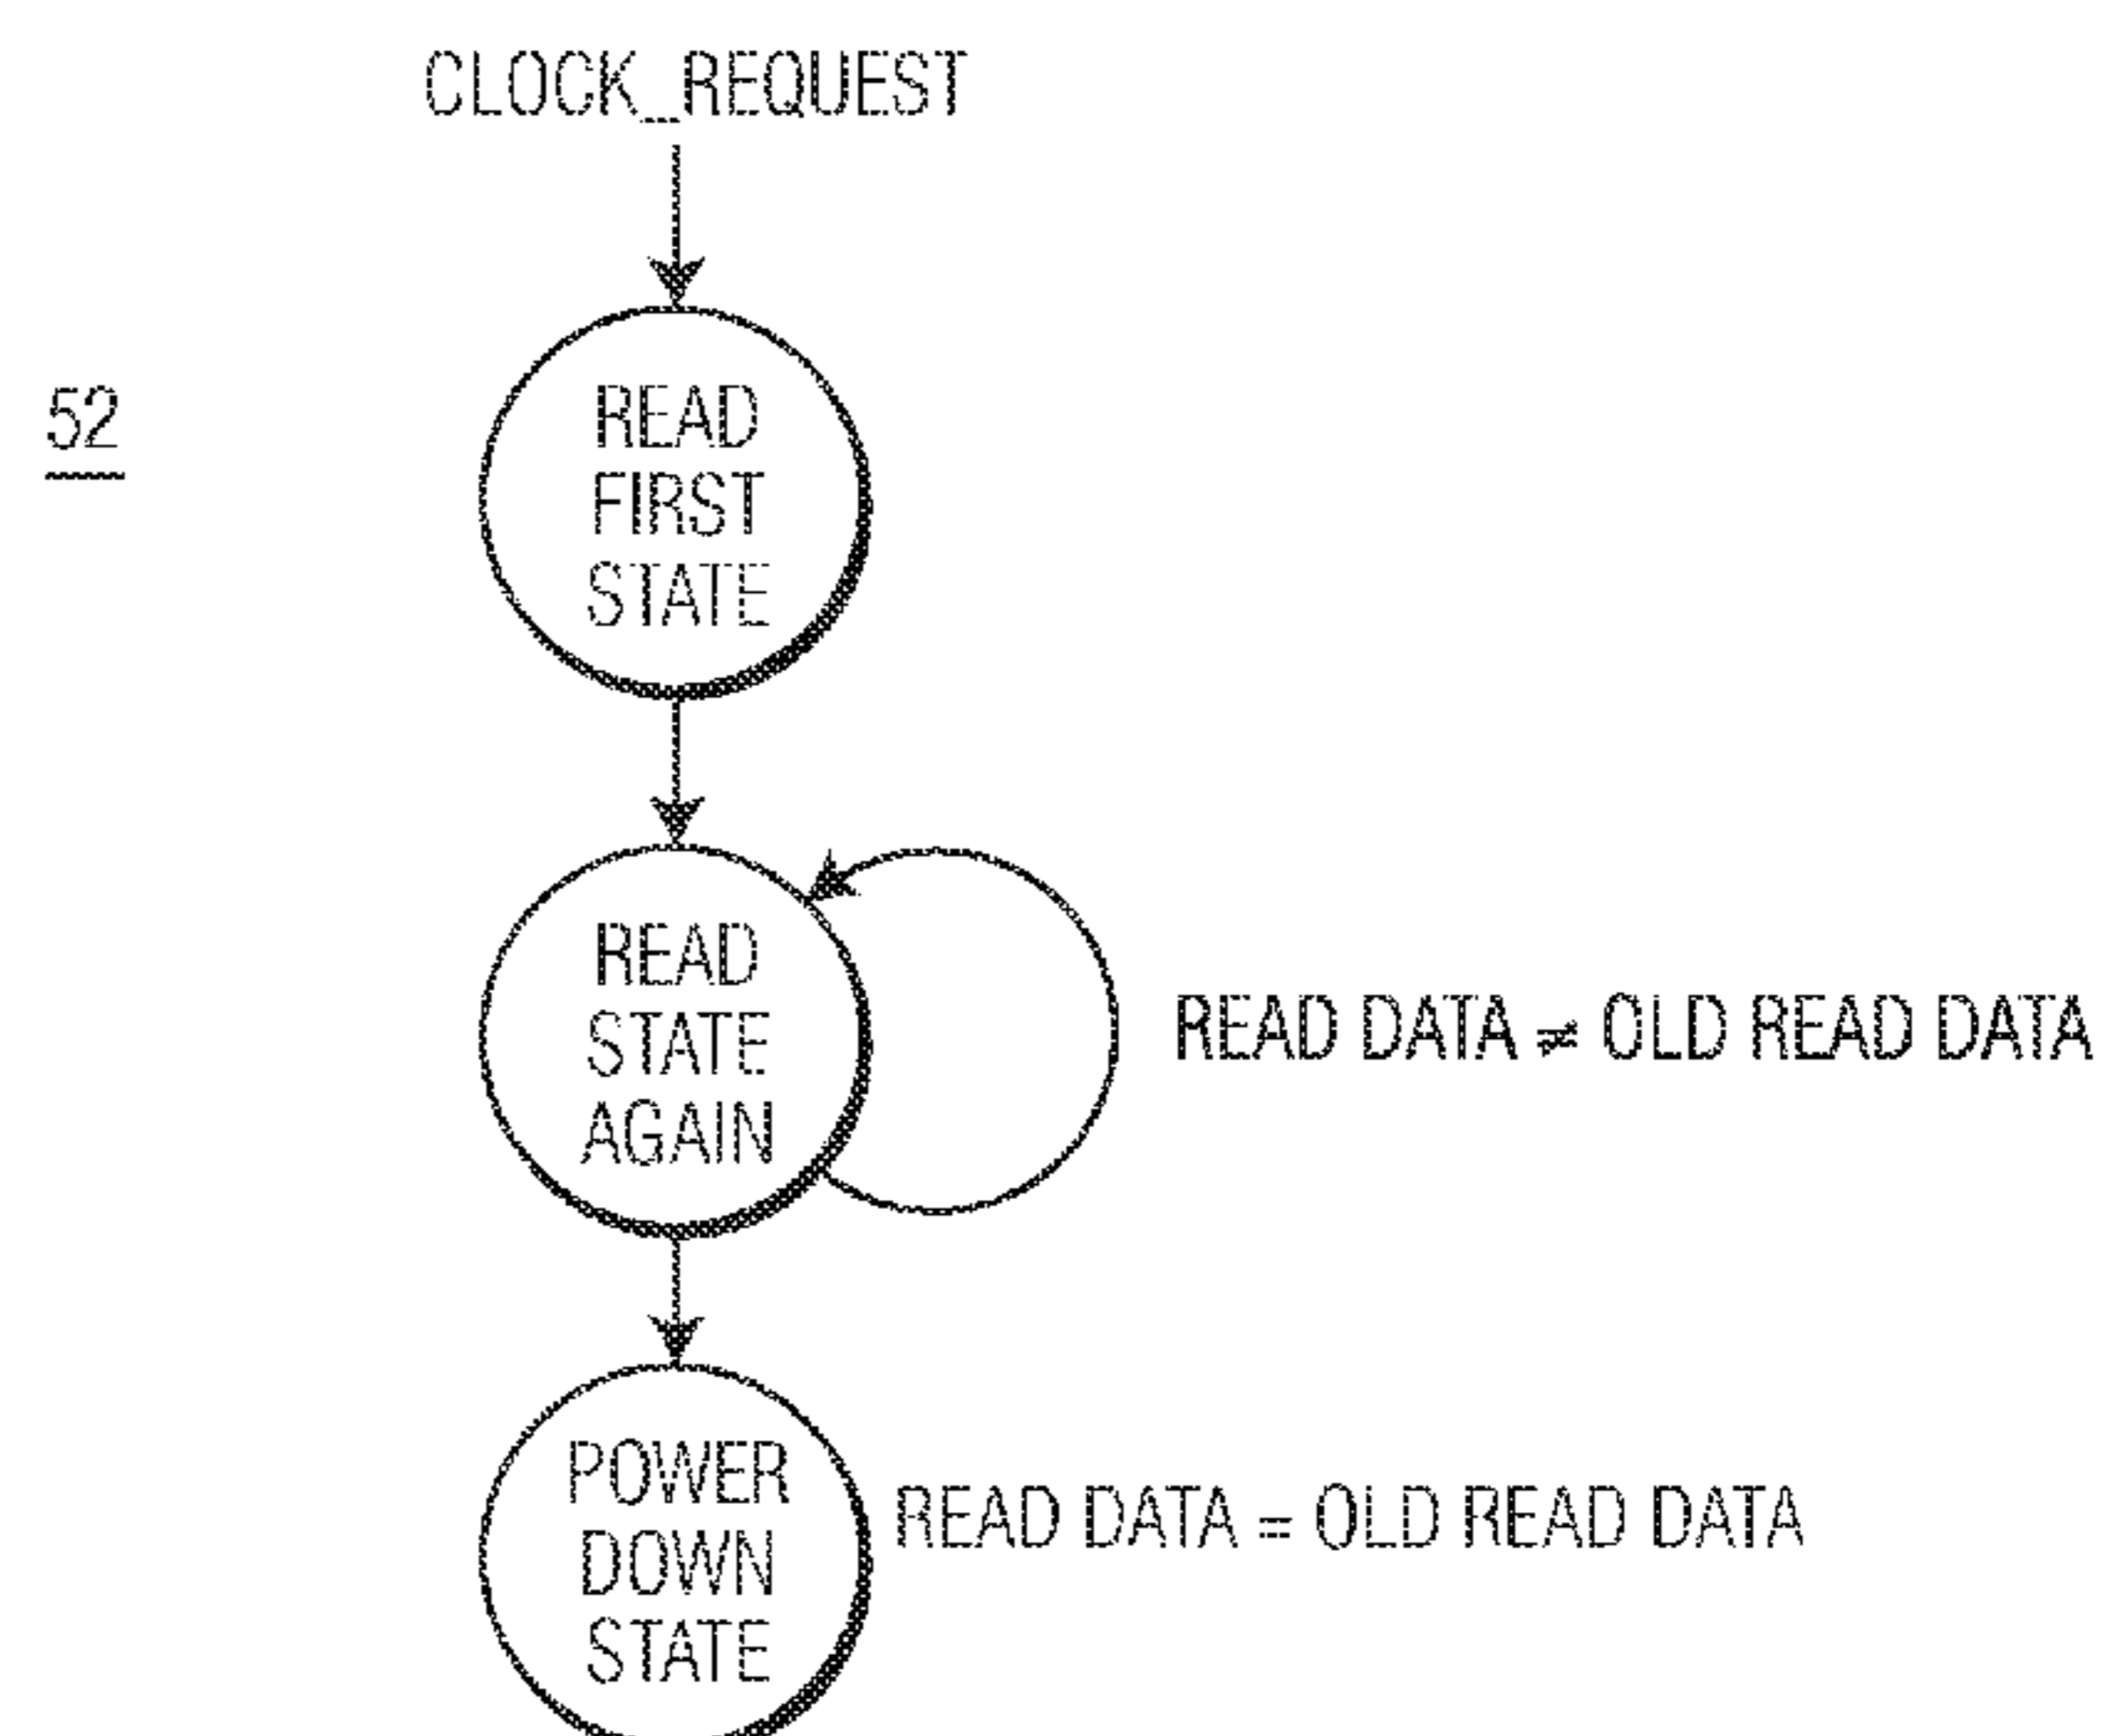 CLOCK_REQUEST
52
READ
FIRST
STATE
READ
STATE
AGAIN
READ DATA ≠ OLD READ DATA
POWER
DOWN
STATE
READ DATA = OLD READ DATA